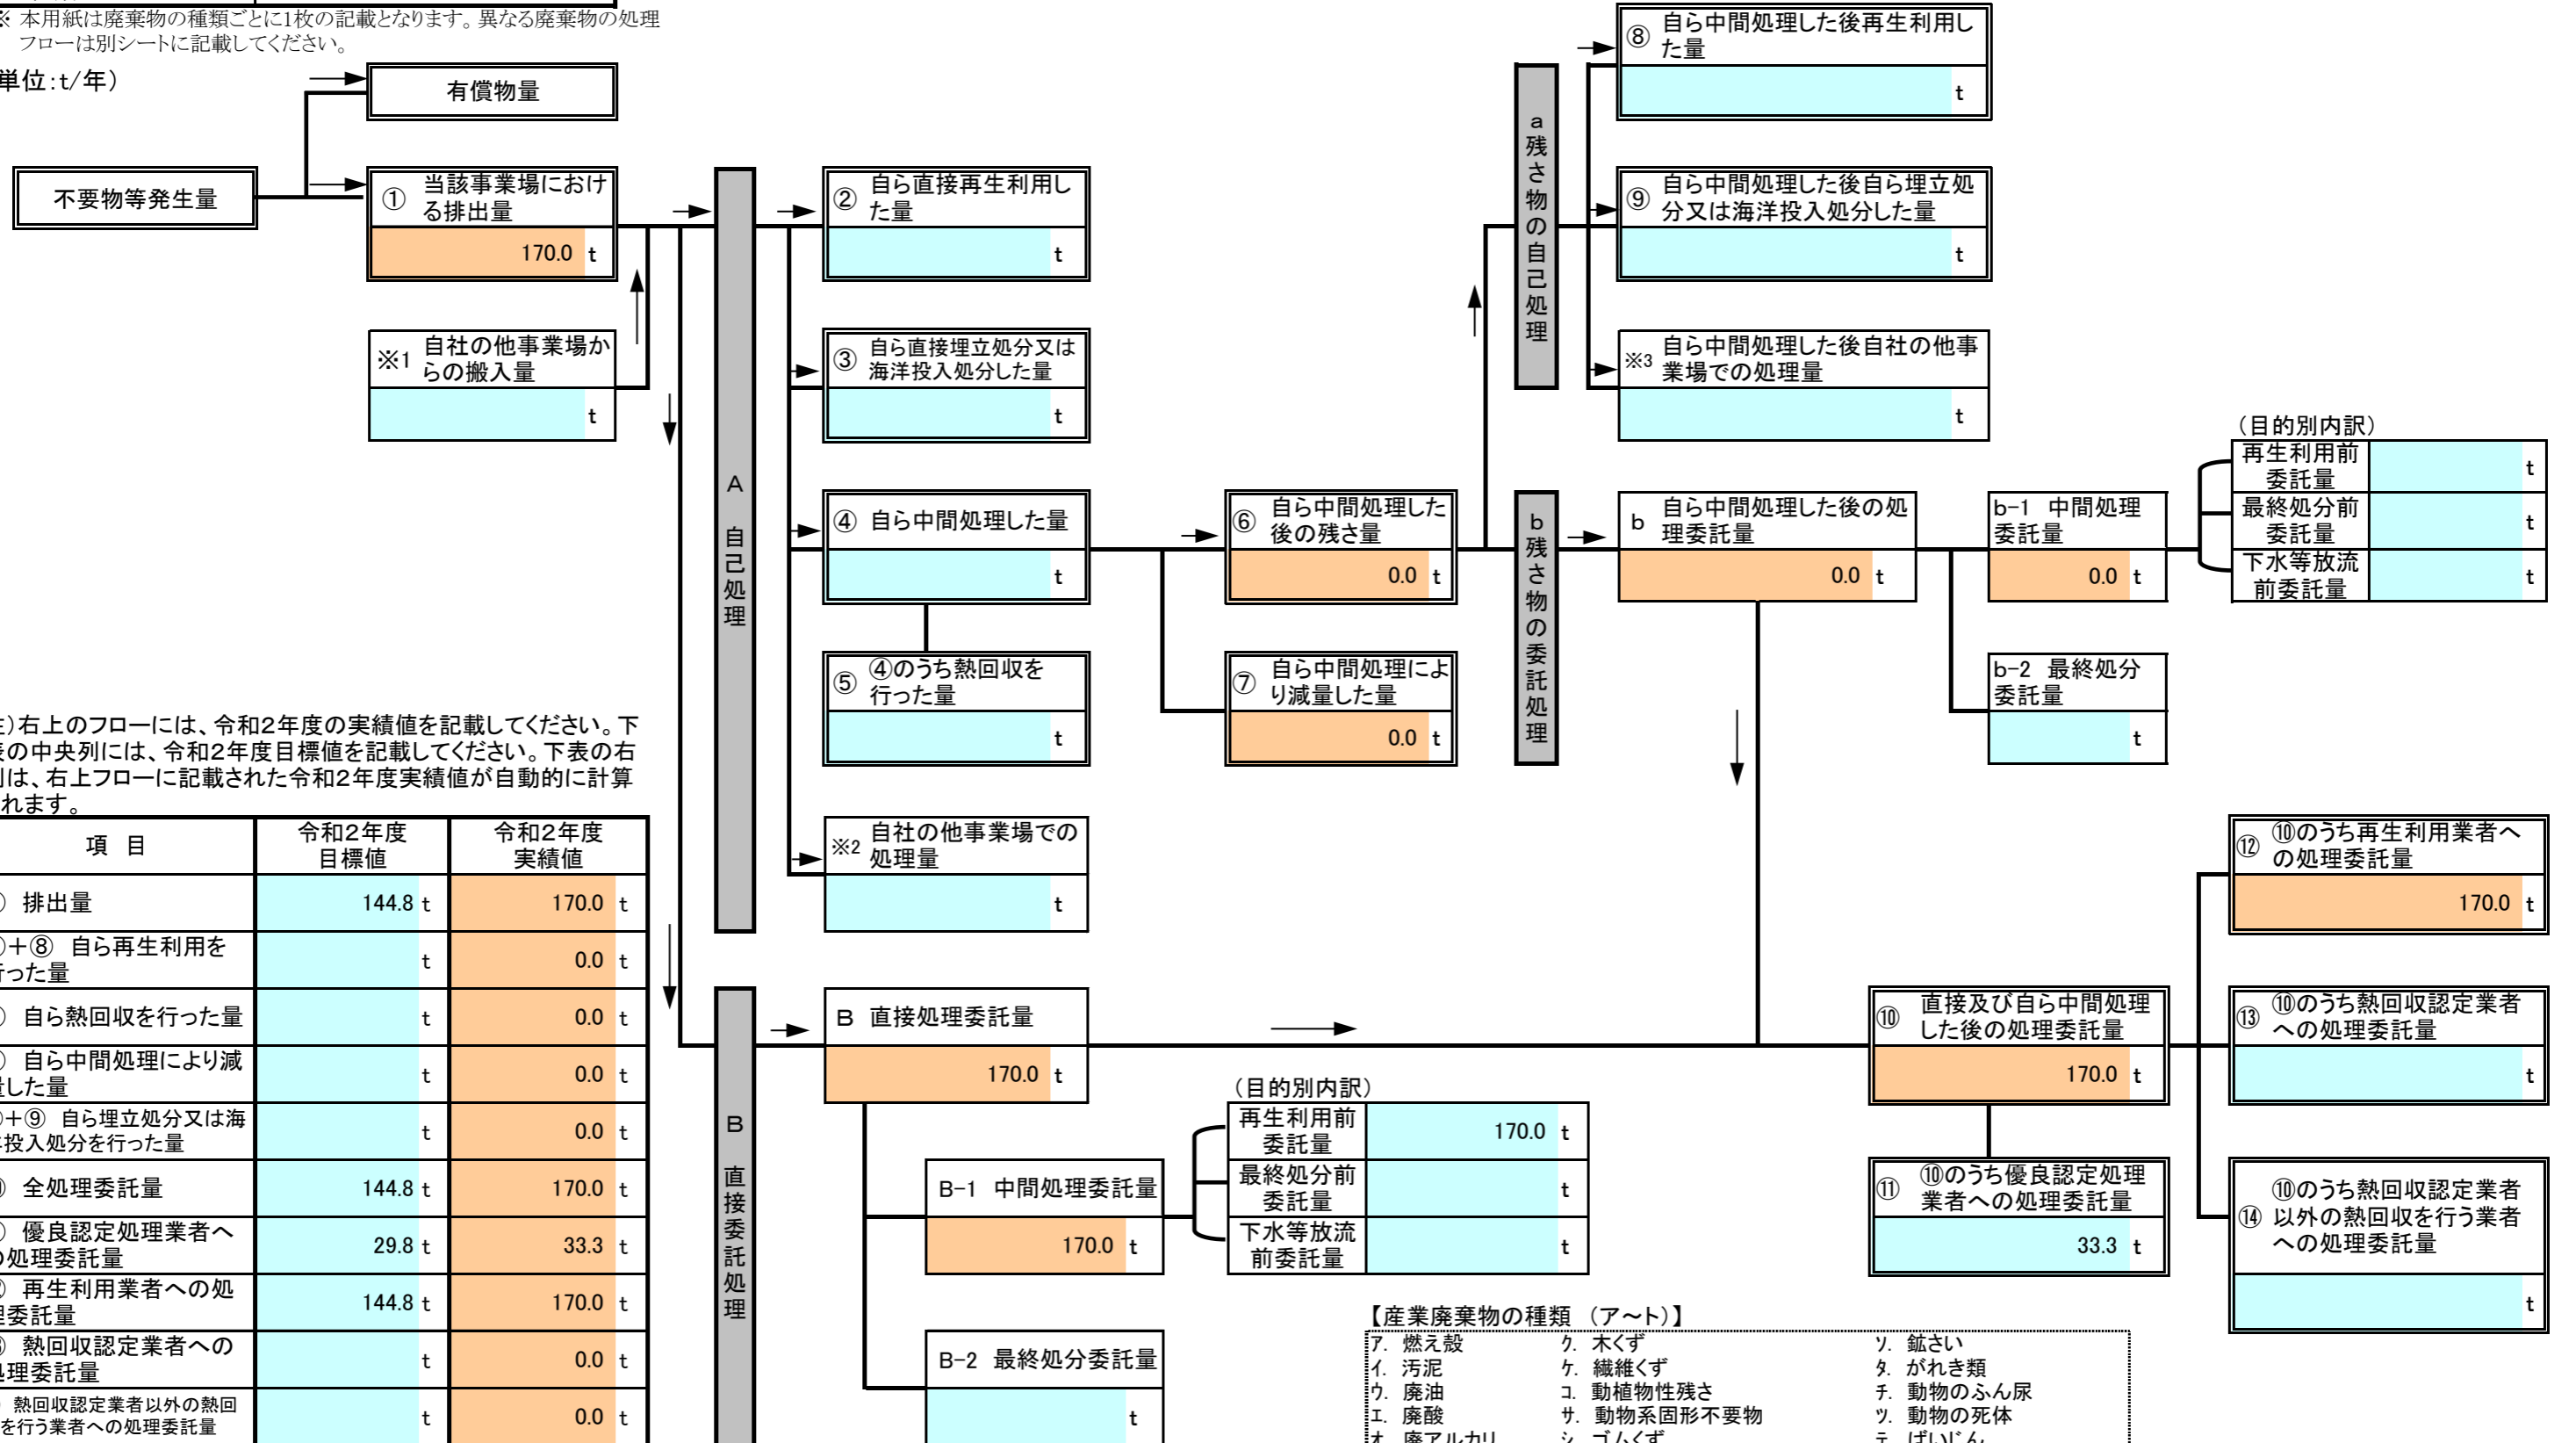 ※ 本用紙は廃棄物の種類ごとに1枚の記載となります。異なる廃棄物の処理
フローは別シートに記載してください。
単位:t/年)
有償物量
不要物等発生量
① 当該事業場におけ
る排出量
170.0 t
※1 自社の他事業場か
らの搬入量
t
A 自己処理
② 自ら直接再生利用し
た量
t
③ 自ら直接埋立処分又は
海洋投入処分した量
t
④ 自ら中間処理した量
t
⑤ ④のうち熱回収を
行った量
t
※2 自社の他事業場での
処理量
t
⑥ 自ら中間処理した
後の残さ量
0.0 t
⑦ 自ら中間処理によ
り減量した量
0.0 t
a 残さ物の自己処理
⑧ 自ら中間処理した後再生利用し
た量
t
⑨ 自ら中間処理した後自ら埋立処
分又は海洋投入処分した量
t
※3 自ら中間処理した後自社の他事
業場での処理量
t
b 残さ物の委託処理
b 自ら中間処理した後の処
理委託量
0.0 t
b-1 中間処理
委託量
0.0 t
b-2 最終処分
委託量
t
(目的別内訳)
再生利用前
委託量 t
最終処分前
委託量 t
下水等放流
前委託量 t
)右上のフローには、令和2年度の実績値を記載してください。下
の中央列には、令和2年度目標値を記載してください。下表の右
は、右上フローに記載された令和2年度実績値が自動的に計算
れます。
項 目 令和2年度
目標値 令和2年度
実績値
) 排出量 144.8 t 170.0 t
)+⑧ 自ら再生利用を
った量 t 0.0 t
) 自ら熱回収を行った量 t 0.0 t
) 自ら中間処理により減
した量 t 0.0 t
)+⑨ 自ら埋立処分又は海
投入処分を行った量 t 0.0 t
) 全処理委託量 144.8 t 170.0 t
) 優良認定処理業者へ
の処理委託量 29.8 t 33.3 t
) 再生利用業者への処
理委託量 144.8 t 170.0 t
) 熱回収認定業者への
処理委託量 t 0.0 t
熱回収認定業者以外の熱回
を行う業者への処理委託量 t 0.0 t
B 直接委託処理
B 直接処理委託量
170.0 t
B-1 中間処理委託量
170.0 t
B-2 最終処分委託量
t
(目的別内訳)
再生利用前
委託量 170.0 t
最終処分前
委託量 t
下水等放流
前委託量 t
⑩ 直接及び自ら中間処理
した後の処理委託量
170.0 t
⑪ ⑩のうち優良認定処理
業者への処理委託量
33.3 t
⑫ ⑩のうち再生利用業者へ
の処理委託量
170.0 t
⑬ ⑩のうち熱回収認定業者
への処理委託量
t
⑭ ⑩のうち熱回収認定業者
以外の熱回収を行う業者
への処理委託量
t
【産業廃棄物の種類 (ア~ト)】
ア. 燃え殻 ク. 木くず ソ. 鉱さい
イ. 汚泥 ケ. 繊維くず タ. がれき類
ウ. 廃油 コ. 動植物性残さ チ. 動物のふん尿
エ. 廃酸 サ. 動物系固形不要物 ツ. 動物の死体
オ. 廃アルカリ シ. ゴムくず テ. ばいじん